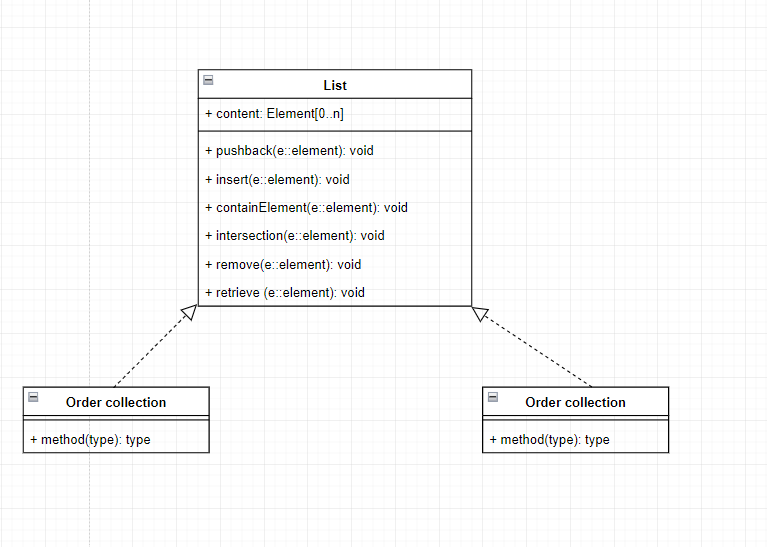 List
+ content: Element[0..n]
+ pushback(e::element): void
+ insert(e::element): void
+ containElement(e::element): void
+ intersection(e::element): void
+ remove(e::element): void
+ retrieve (e::element): void
Order collection
+ method(type): type
Order collection
+ method(type): type